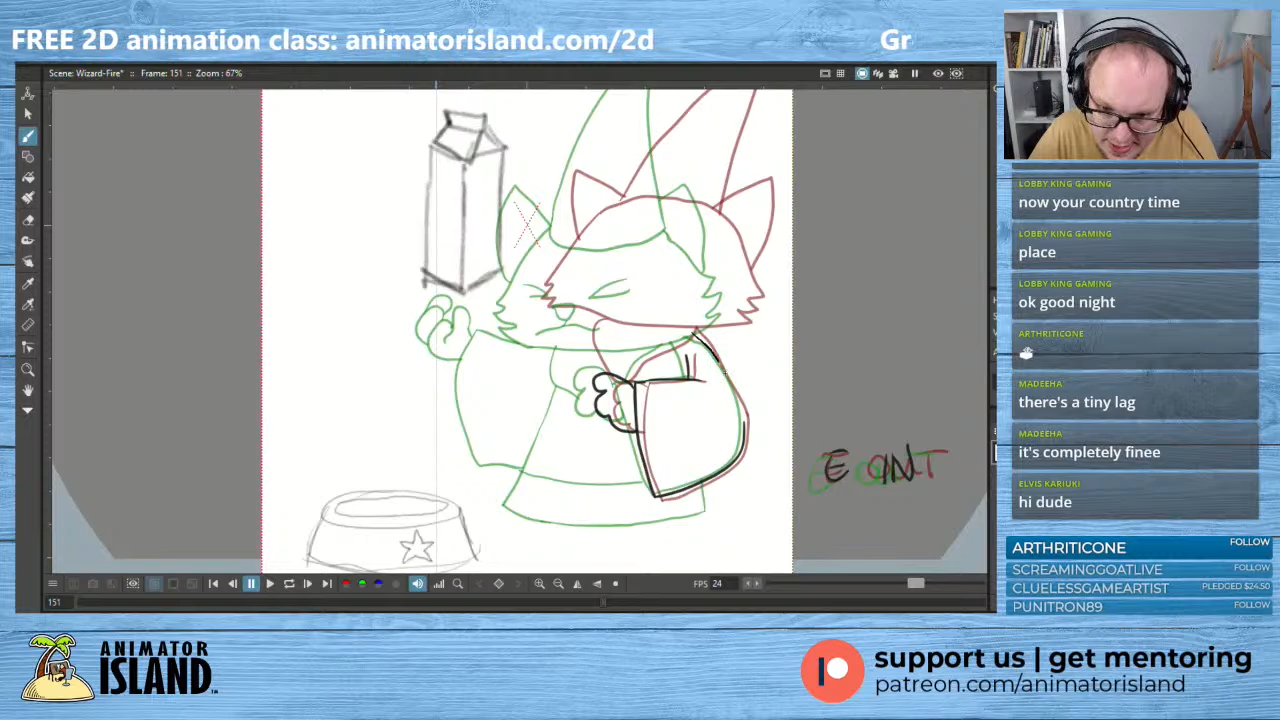 FREE 2D animation class: animatorisland.com/2d
Gr
Scene: Wizard-Fire* :: Frame: 151 :: Zoom : 67%
LOBBY KING GAMING
now your country time
LOBBY KING GAMING
place
LOBBY KING GAMING
ok good night
ARTHRITICONE
MADEEHA
there's a tiny lag
MADEEHA
it's completely finee
ELVIS KARIUKI
hi dude
ARTHRITICONE FOLLOW
SCREAMINGGOATLIVE FOLLOW
CLUELESSGAMEARTIST PLEDGED $24.50
PUNITRON89 FOLLOW
FPS 24
151
ANIMATOR
ISLAND™
support us | get mentoring
patreon.com/animatorisland